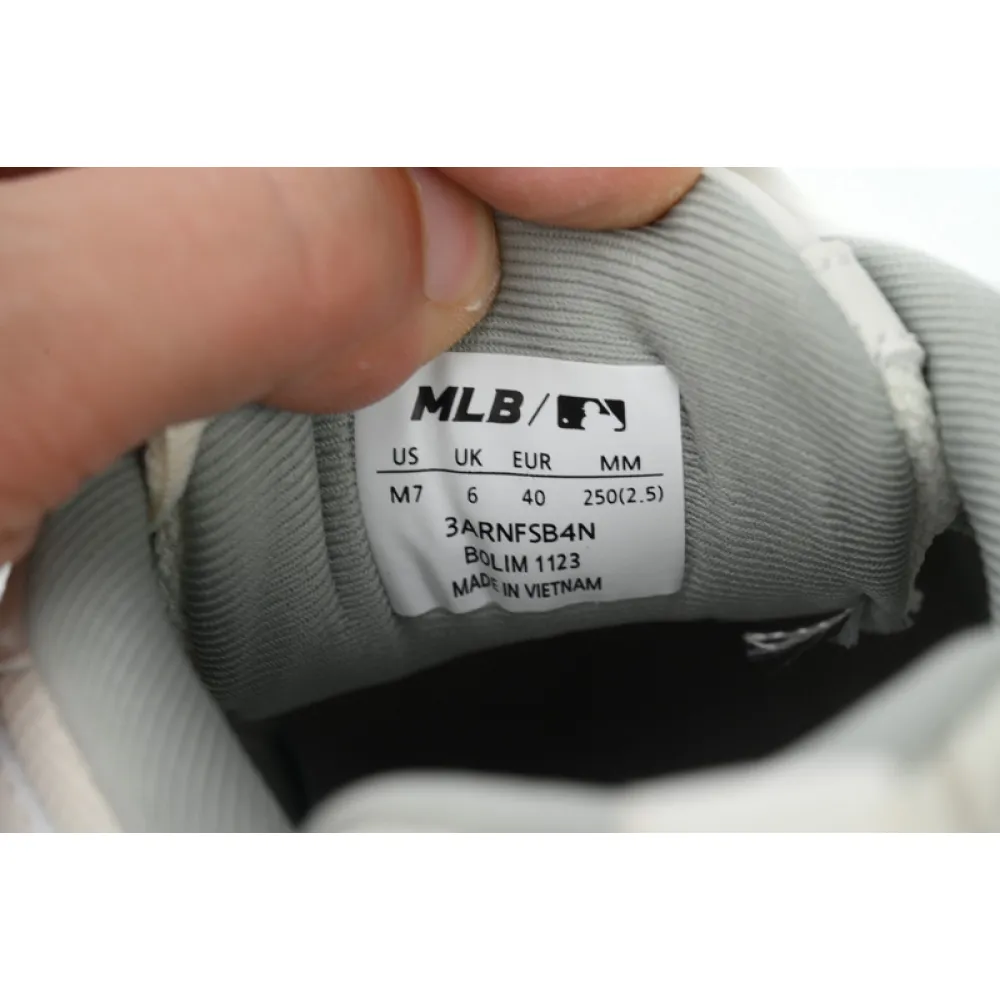 MLB/
US UK EUR MM
M7 6 40 250(2.5)
3ARNFSB4N
BOLIM 1123
MADE IN VIETNAM